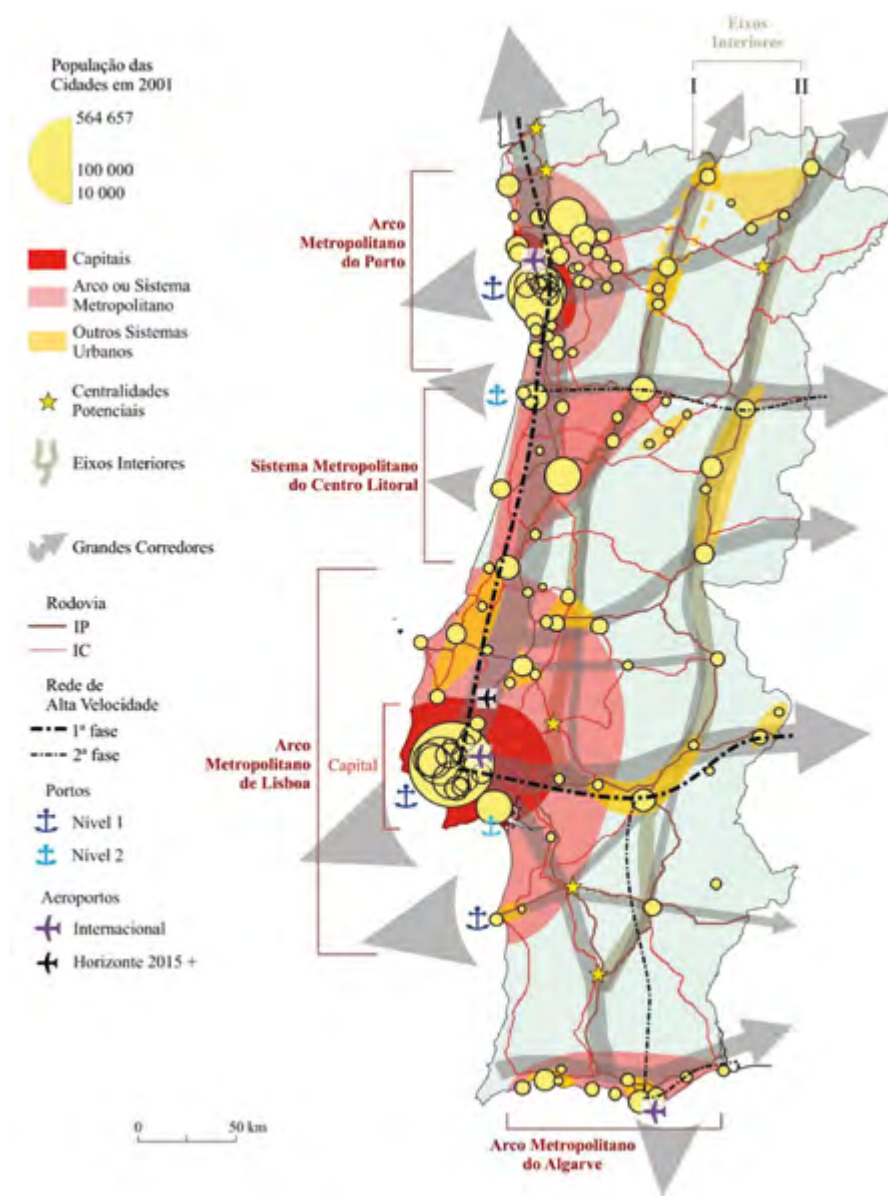 População das
Cidades em 2001
564 657
100 000
10 000
Capitais
Arco ou Sistema
Metropolitano
Outros Sistemas
Urbanos
Centralidades
Potenciais
Eixos Interiores
Grandes Corredores
Rodovia
IP
IC
Rede de
Alta Velocidade
1ª fase
2ª fase
Portos
Nível 1
Nível 2
Aeroportos
Internacional
Horizonte 2015 +
0 50 km
Eixos
Interiores
I II
Arco
Metropolitano
do Porto
Sistema Metropolitano
do Centro Litoral
Arco
Metropolitano
de Lisboa
Capital
Arco Metropolitano
do Algarve